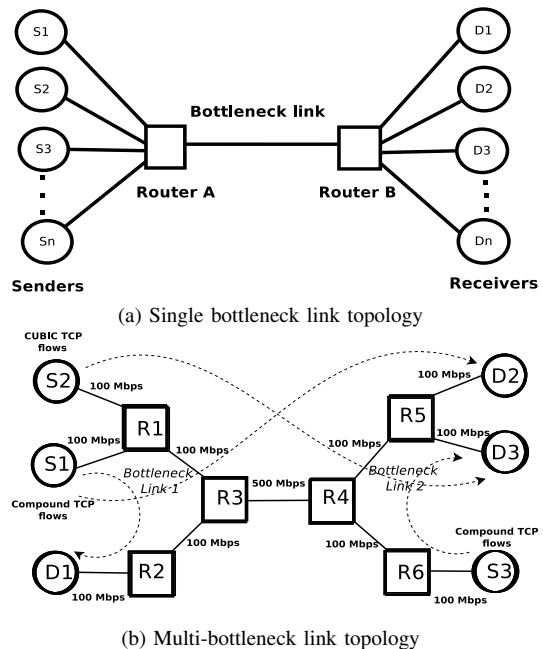 S1
D1
S2
D2
Bottleneck link
S3
D3
Router A
Router B
Sn
Dn
Senders
Receivers
(a) Single bottleneck link topology
CUBIC TCP
flows
S2
100 Mbps
100 Mbps
D2
R1
R5
100 Mbps
100 Mbps
100 Mbps
100 Mbps
S1
D3
Bottleneck
Link 1
Bottleneck
Link 2
Compound TCP
flows
500 Mbps
R3
R4
Compound TCP
flows
100 Mbps
100 Mbps
D1
R2
R6
S3
100 Mbps
100 Mbps
(b) Multi-bottleneck link topology